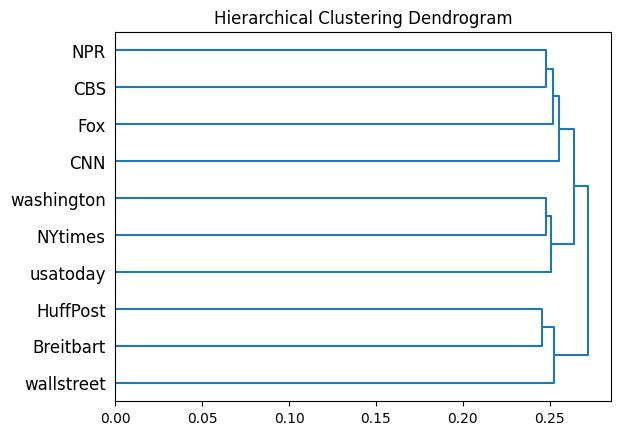 Hierarchical Clustering Dendrogram
NPR
CBS
Fox
CNN
washington
NYtimes
usatoday
HuffPost
Breitbart
wallstreet
0.00 0.05 0.10 0.15 0.20 0.25